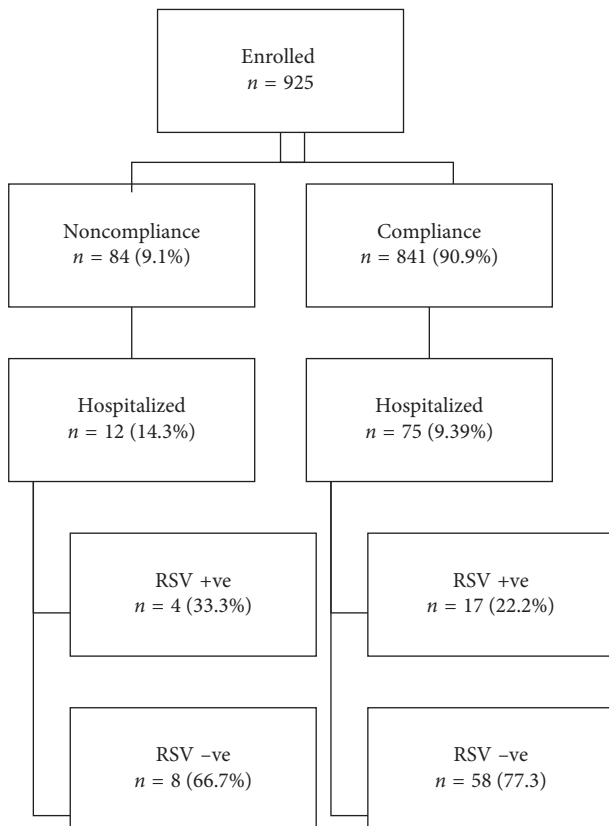 Enrolled
n = 925
Noncompliance
n = 84 (9.1%)
Compliance
n = 841 (90.9%)
Hospitalized
n = 12 (14.3%)
Hospitalized
n = 75 (9.39%)
RSV +ve
n = 4 (33.3%)
RSV +ve
n = 17 (22.2%)
RSV –ve
n = 8 (66.7%)
RSV –ve
n = 58 (77.3)